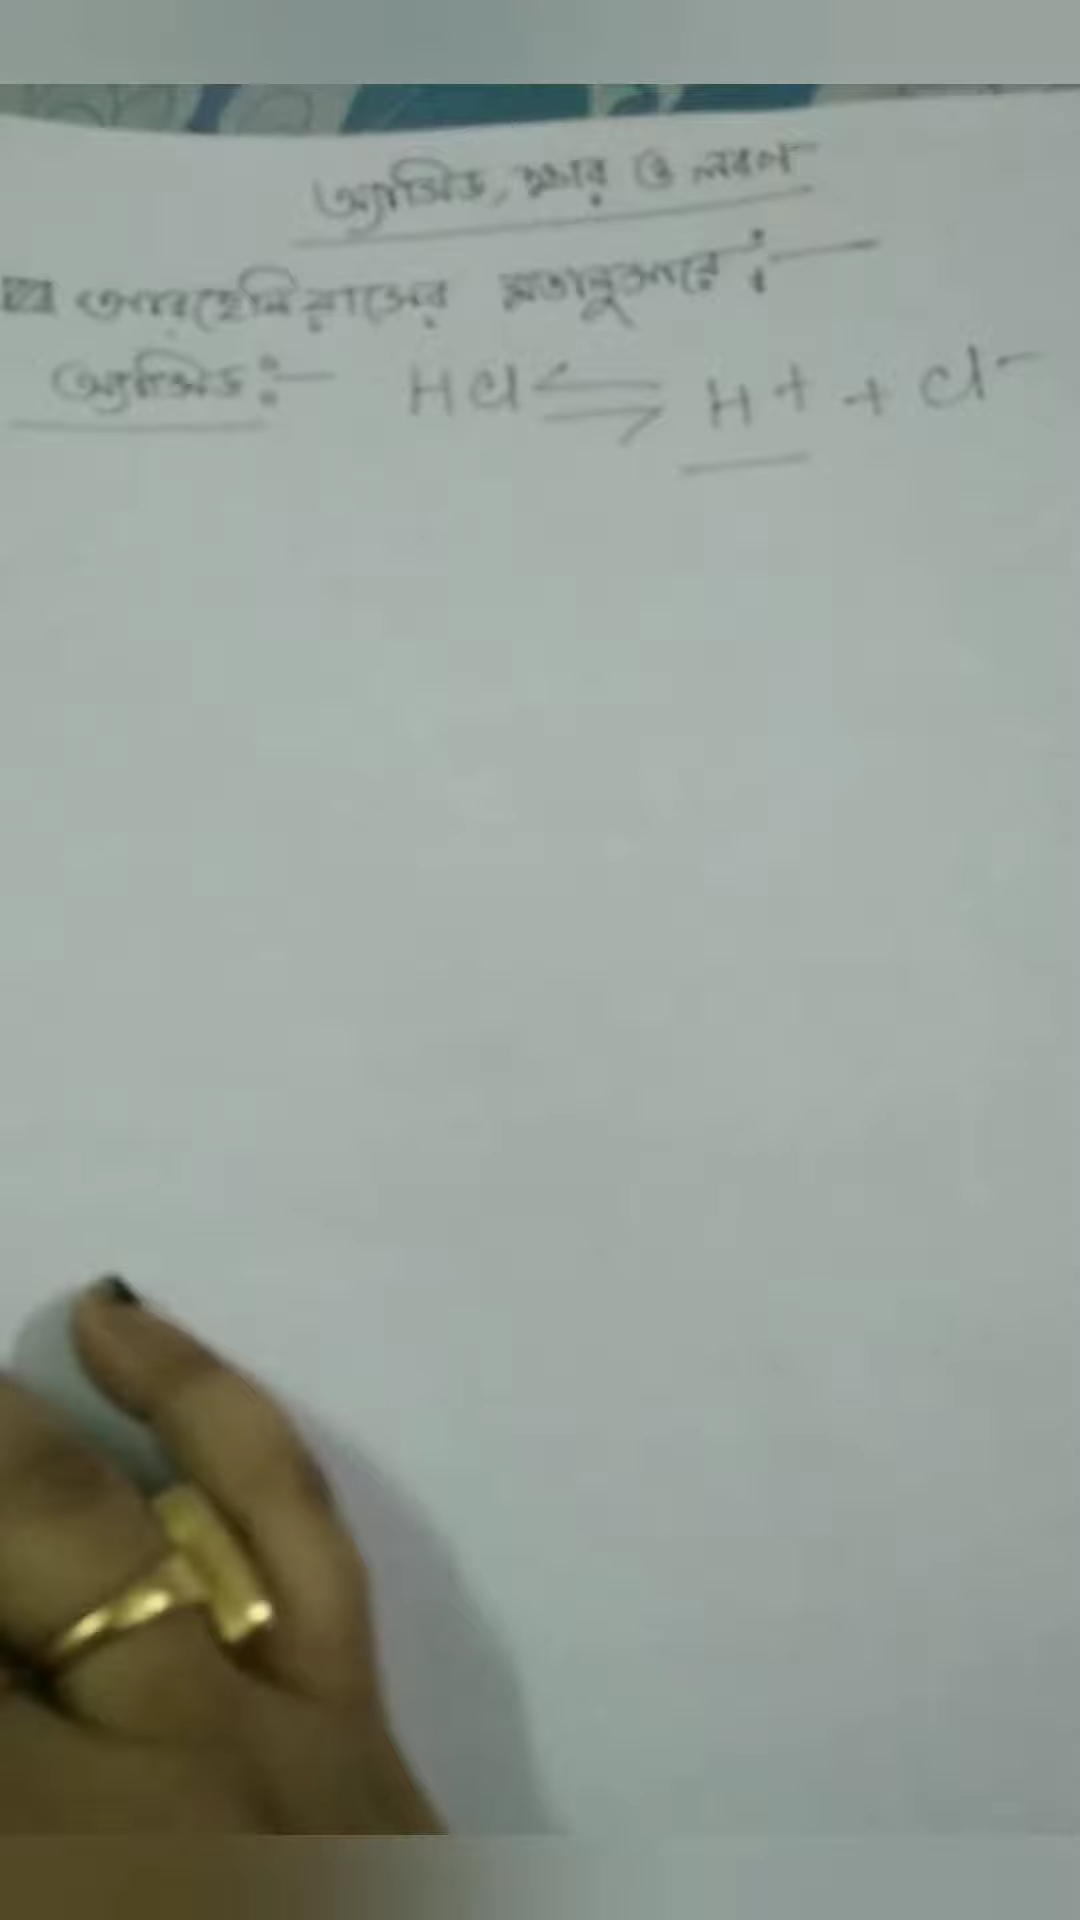 অ্যাসিড, ক্ষার ও লবণ
আরহেনিয়াসের মতানুসারে :—
অ্যাসিড :— HCl ⇌ H+ + Cl-